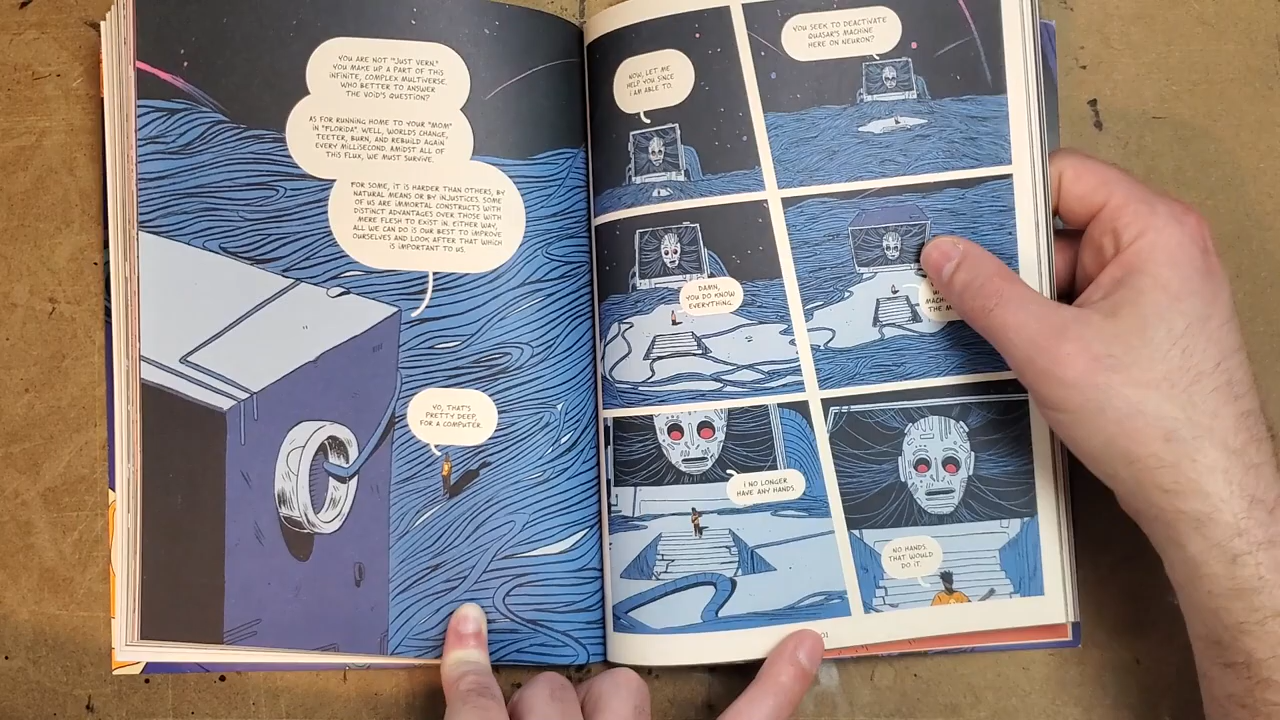 YOU ARE NOT "JUST VERN."
YOU MAKE UP A PART OF THIS
INFINITE, COMPLEX MULTIVERSE.
WHO BETTER TO ANSWER
THE VOID'S QUESTION?
AS FOR RUNNING HOME TO YOUR "MOM"
IN "FLORIDA". WELL, WORLDS CHANGE,
TEETER, BURN, AND REBUILD AGAIN
EVERY MILLISECOND. AMIDST ALL OF
THIS FLUX, WE MUST SURVIVE.
FOR SOME, IT IS HARDER THAN OTHERS, BY
NATURAL MEANS OR BY INJUSTICES. SOME
OF US ARE IMMORTAL CONSTRUCTS WITH
DISTINCT ADVANTAGES OVER THOSE WITH
MERE FLESH TO EXIST IN. EITHER WAY,
ALL WE CAN DO IS OUR BEST TO IMPROVE
OURSELVES AND LOOK AFTER THAT WHICH
IS IMPORTANT TO US.
YO, THAT'S
PRETTY DEEP,
FOR A COMPUTER.
NOW, LET ME
HELP YOU SINCE
I AM ABLE TO.
YOU SEEK TO DEACTIVATE
QUASAR'S MACHINE
HERE ON NEURON?
DAMN,
YOU DO KNOW
EVERYTHING.
THE M
I NO LONGER
HAVE ANY HANDS.
NO HANDS.
THAT WOULD
DO IT.
01